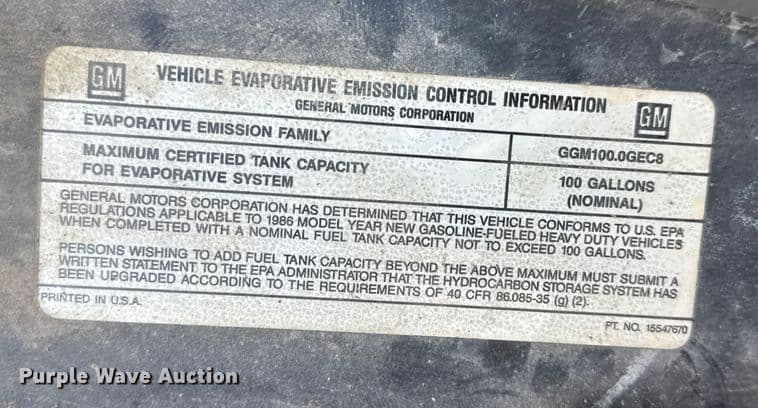 GM
VEHICLE EVAPORATIVE EMISSION CONTROL INFORMATION
GENERAL MOTORS CORPORATION
GM
EVAPORATIVE EMISSION FAMILY
GGM100.0GEC8
MAXIMUM CERTIFIED TANK CAPACITY
FOR EVAPORATIVE SYSTEM
100 GALLONS
(NOMINAL)
GENERAL MOTORS CORPORATION HAS DETERMINED THAT THIS VEHICLE CONFORMS TO U.S. EPA
REGULATIONS APPLICABLE TO 1986 MODEL YEAR NEW GASOLINE-FUELED HEAVY DUTY VEHICLES
WHEN COMPLETED WITH A NOMINAL FUEL TANK CAPACITY NOT TO EXCEED 100 GALLONS.
PERSONS WISHING TO ADD FUEL TANK CAPACITY BEYOND THE ABOVE MAXIMUM MUST SUBMIT A
WRITTEN STATEMENT TO THE EPA ADMINISTRATOR THAT THE HYDROCARBON STORAGE SYSTEM HAS
BEEN UPGRADED ACCORDING TO THE REQUIREMENTS OF 40 CFR 86.085-35 (g) (2).
PRINTED IN U.S.A.
PT. NO. 15547670
Purple Wave Auction